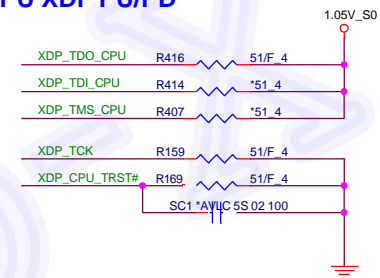 PU XDP PU/PD
1.05V_S0
XDP_TDO_CPU R416 51/F_4
XDP_TDI_CPU R414 *51_4
XDP_TMS_CPU R407 *51_4
XDP_TCK R159 51/F_4
XDP_CPU_TRST# R169 51/F_4
SC1 *AVLC 5S 02 100